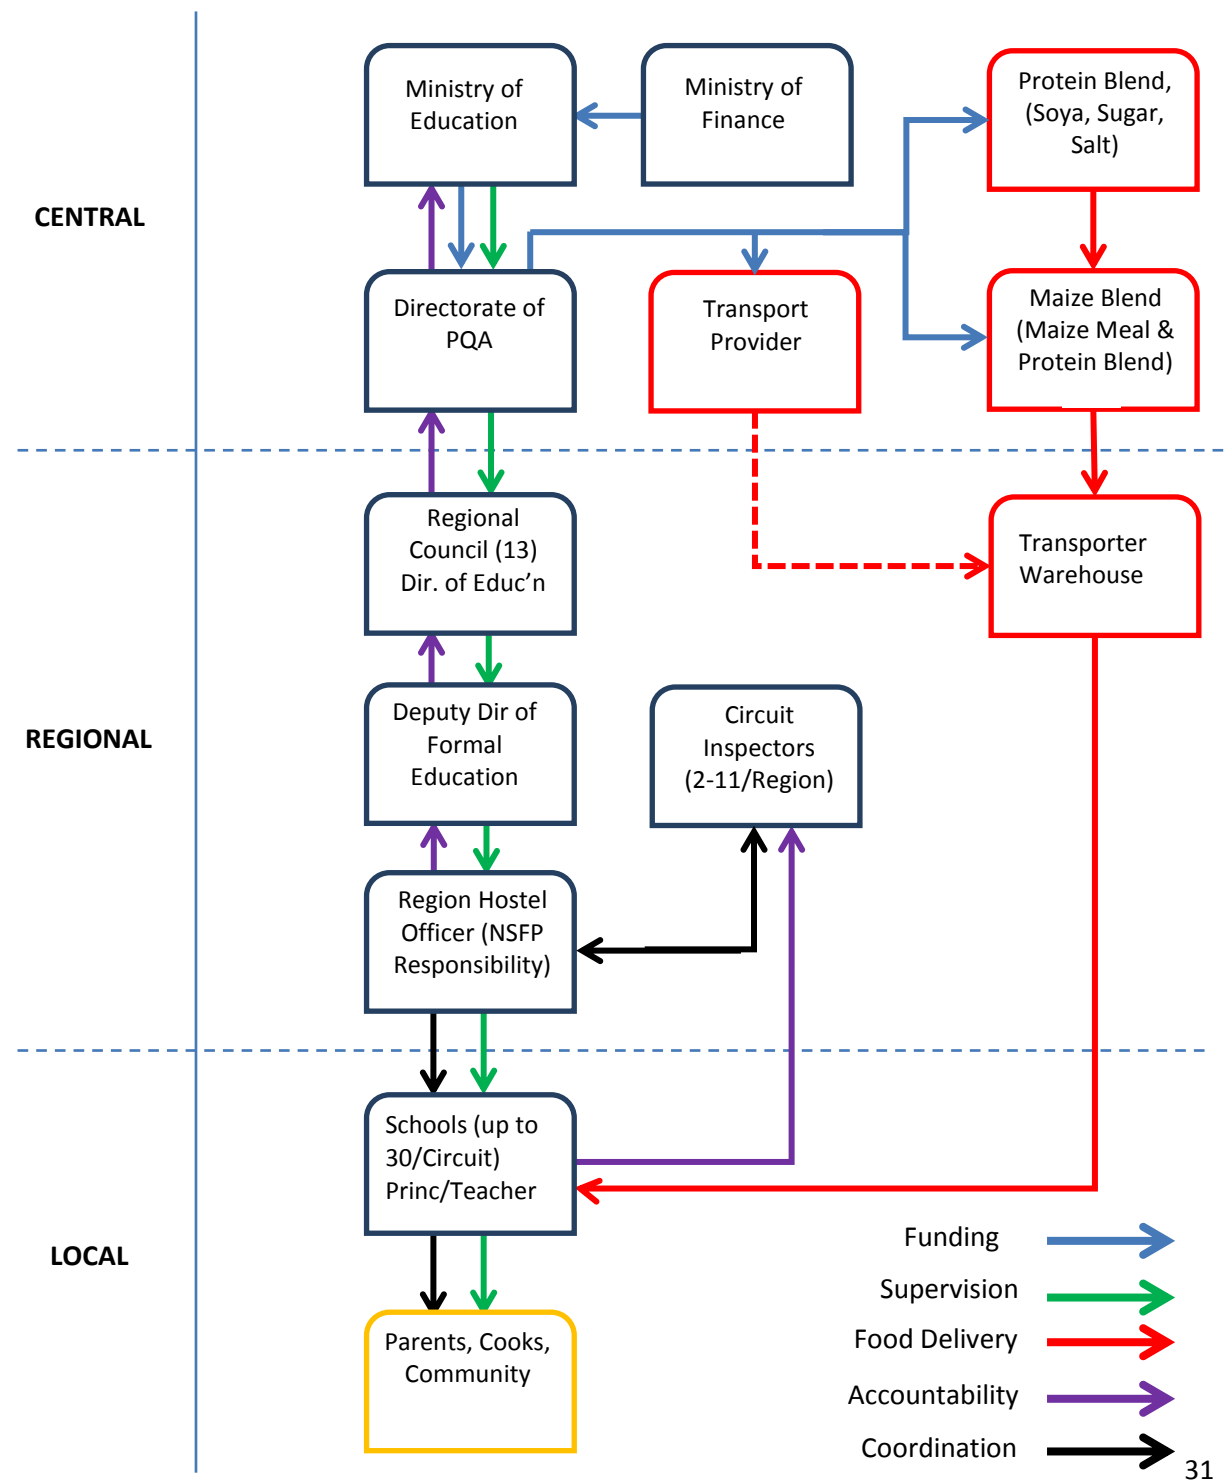 CENTRAL
Ministry of
Education
Ministry of
Finance
Protein Blend,
(Soya, Sugar,
Salt)
Directorate of
PQA
Transport
Provider
Maize Blend
(Maize Meal &
Protein Blend)
REGIONAL
Regional
Council (13)
Dir. of Educ’n
Transporter
Warehouse
Deputy Dir of
Formal
Education
Circuit
Inspectors
(2-11/Region)
Region Hostel
Officer (NSFP
Responsibility)
LOCAL
Schools (up to
30/Circuit)
Princ/Teacher
Parents, Cooks,
Community
Funding
Supervision
Food Delivery
Accountability
Coordination
31